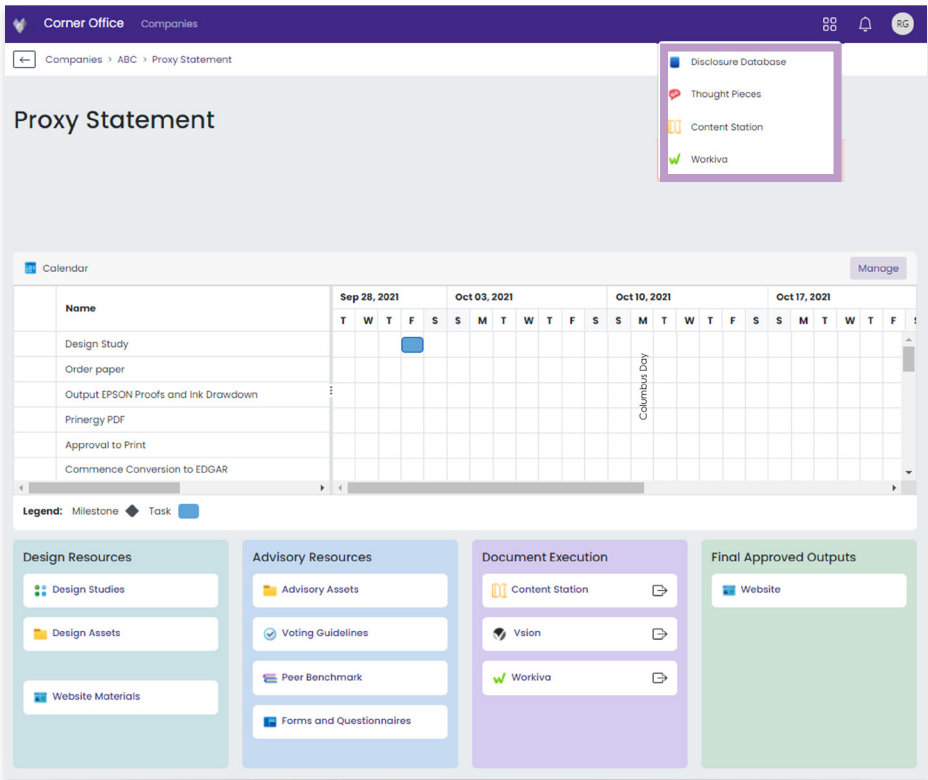 Corner Office Companies
RG
Companies > ABC > Proxy Statement
Disclosure Database
Thought Pieces
Content Station
Workiva
Proxy Statement
Calendar
Manage
Name
Sep 28, 2021 Oct 03, 2021 Oct 10, 2021 Oct 17, 2021
T W T F S S M T W T F S S M T W T F S S M T W T F
Design Study
Order paper
Output EPSON Proofs and Ink Drawdown
Prinergy PDF
Approval to Print
Commence Conversion to EDGAR
Columbus Day
Legend: Milestone Task
Design Resources
Design Studies
Design Assets
Website Materials
Advisory Resources
Advisory Assets
Voting Guidelines
Peer Benchmark
Forms and Questionnaires
Document Execution
Content Station
Vsion
Workiva
Final Approved Outputs
Website